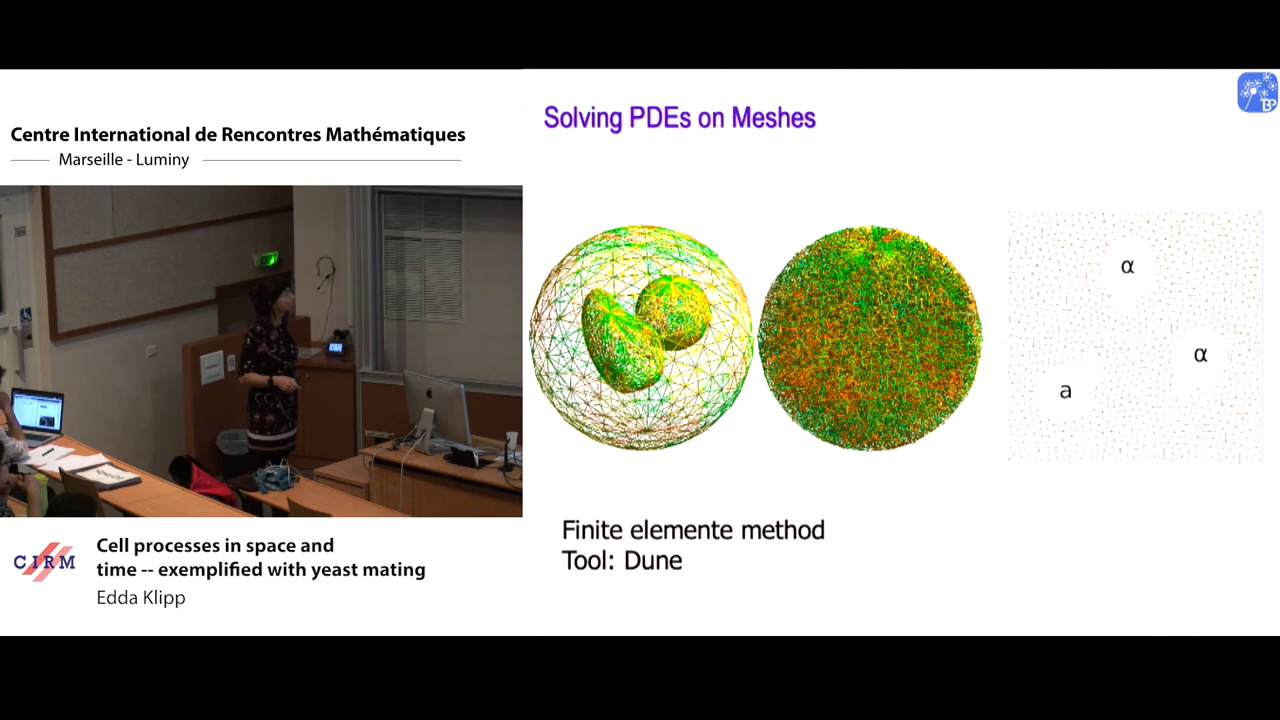 Centre International de Rencontres Mathématiques
Marseille - Luminy
CIRM
Cell processes in space and
time -- exemplified with yeast mating
Edda Klipp
Solving PDEs on Meshes
TBP
α
α
a
Finite elemente method
Tool: Dune